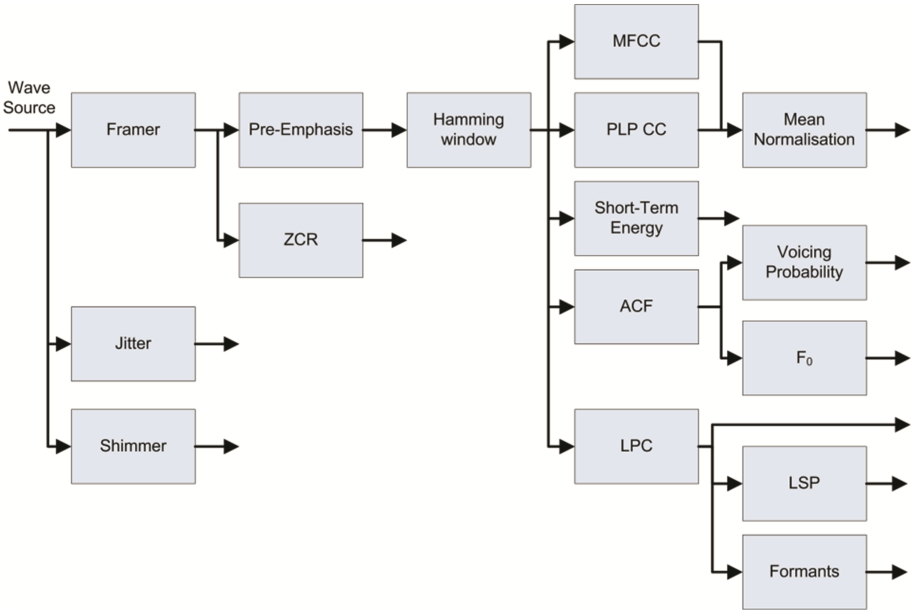 Wave
Source
Framer
Pre-Emphasis
Hamming
window
ZCR
Jitter
Shimmer
MFCC
PLP CC
Mean
Normalisation
Short-Term
Energy
ACF
Voicing
Probability
F₀
LPC
LSP
Formants